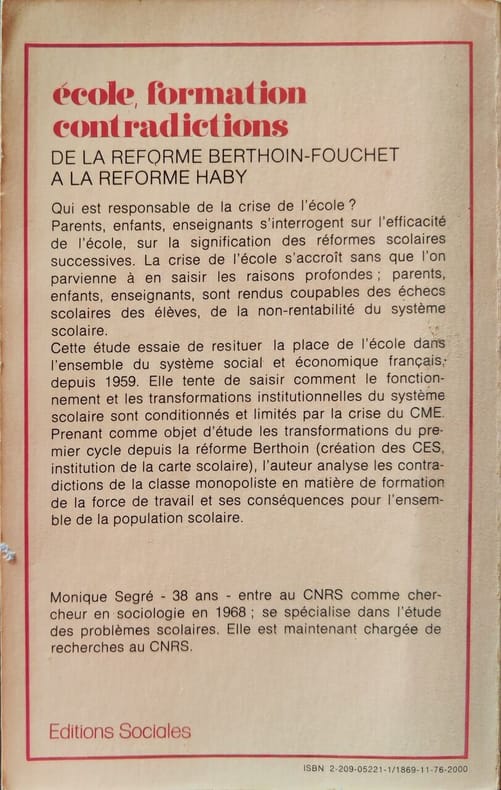 école, formation
contradictions
DE LA REFORME BERTHOIN-FOUCHET
A LA REFORME HABY
Qui est responsable de la crise de l'école ?
Parents, enfants, enseignants s'interrogent sur l'efficacité
de l'école, sur la signification des réformes scolaires
successives. La crise de l'école s'accroît sans que l'on
parvienne à en saisir les raisons profondes ; parents,
enfants, enseignants, sont rendus coupables des échecs
scolaires des élèves, de la non-rentabilité du système
scolaire.
Cette étude essaie de resituer la place de l'école dans
l'ensemble du système social et économique français,
depuis 1959. Elle tente de saisir comment le fonction-
nement et les transformations institutionnelles du système
scolaire sont conditionnés et limités par la crise du CME.
Prenant comme objet d'étude les transformations du pre-
mier cycle depuis la réforme Berthoin (création des CES,
institution de la carte scolaire), l'auteur analyse les contra-
dictions de la classe monopoliste en matière de formation
de la force de travail et ses conséquences pour l'ensem-
ble de la population scolaire.
Monique Segré - 38 ans - entre au CNRS comme cher-
cheur en sociologie en 1968 ; se spécialise dans l'étude
des problèmes scolaires. Elle est maintenant chargée de
recherches au CNRS.
Editions Sociales
ISBN 2-209-05221-1/1869-11-76-2000